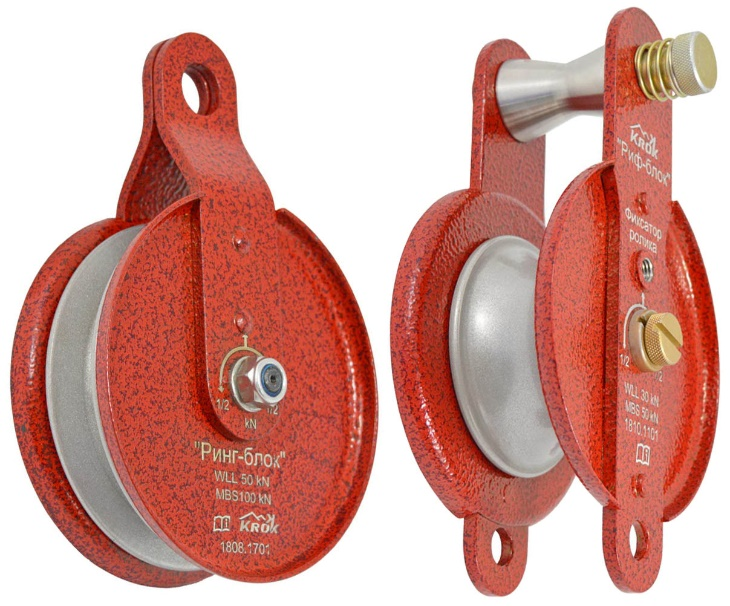 1/2
1/2
kN
"Ринг-блок"
WLL 50 kN
MBS100 kN
KROK
1808.1701
KROK
"Риф-блок"
Фиксатор
ролика
1/2
1/2
WLL 30 kN
MBS 50 kN
1810.1101